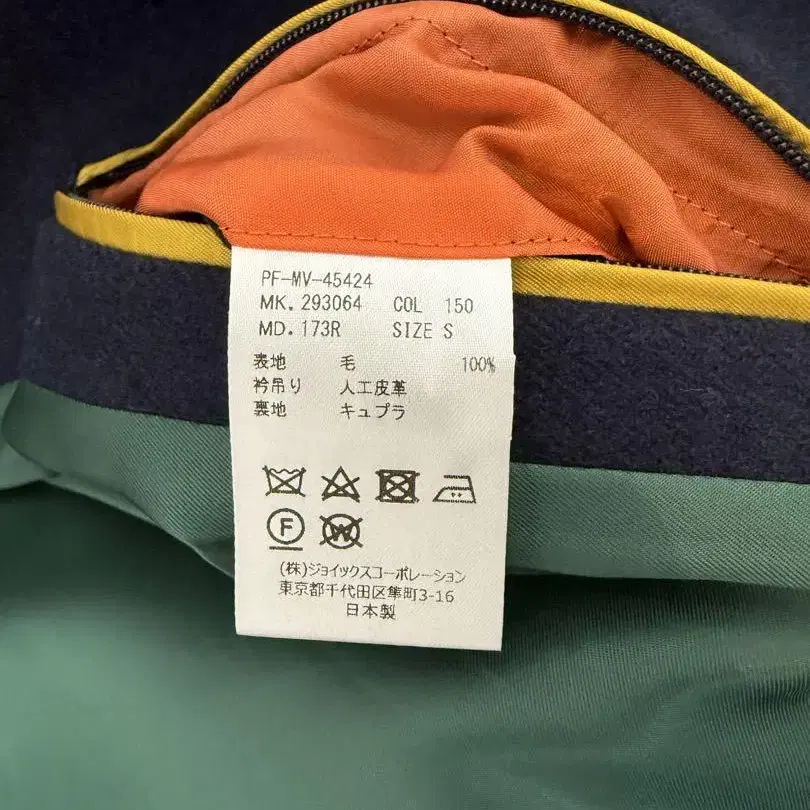 PF-MV-45424
MK. 293064 COL 150
MD. 173R SIZE S
表地 毛 100%
衿吊り 人工皮革
裏地 キュプラ
F
W
(株)ジョイックスコーポレーション
東京都千代田区隼町3-16
日本製